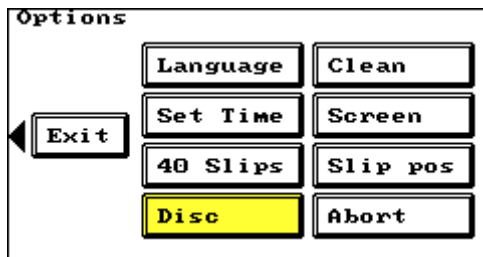 Options
Language Clean
Set Time Screen
Exit
40 Slips Slip pos
Disc Abort